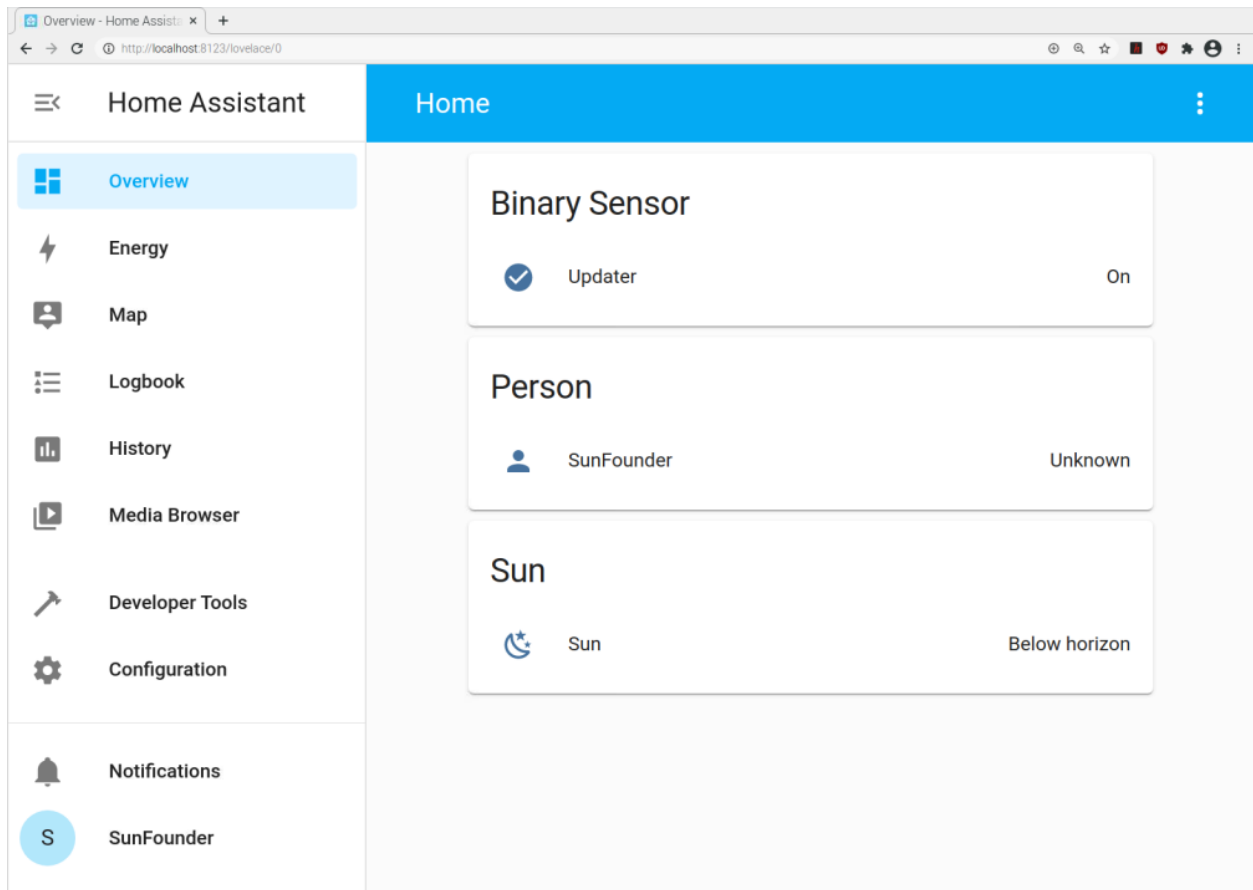 Overview - Home Assista
http://localhost:8123/lovelace/0
Home Assistant
Home
Overview
Energy
Map
Logbook
History
Media Browser
Developer Tools
Configuration
Notifications
S
SunFounder
Binary Sensor
Updater On
Person
SunFounder Unknown
Sun
Sun Below horizon